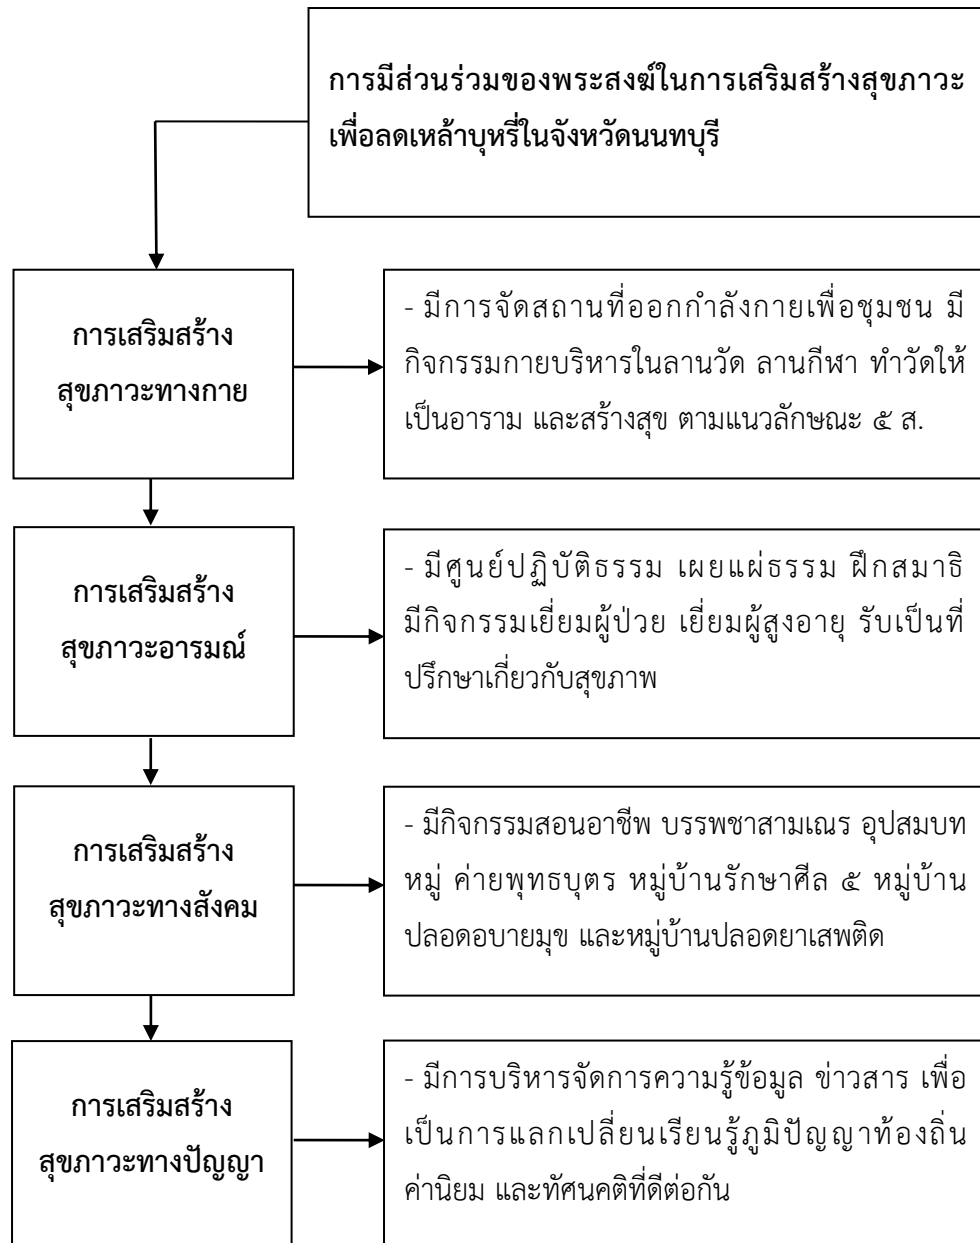 การมีส่วนร่วมของพระสงฆ์ในการเสริมสร้างสุขภาวะ
เพื่อลดเหล้าบุหรี่ในจังหวัดนนทบุรี
การเสริมสร้าง
สุขภาวะทางกาย
- มีการจัดสถานที่ออกกำลังกายเพื่อชุมชน มี
กิจกรรมกายบริหารในลานวัด ลานกีฬา ทำวัดให้
เป็นอาราม และสร้างสุข ตามแนวลักษณะ ๕ ส.
การเสริมสร้าง
สุขภาวะอารมณ์
- มีศูนย์ปฏิบัติธรรม เผยแผ่ธรรม ฝึกสมาธิ
มีกิจกรรมเยี่ยมผู้ป่วย เยี่ยมผู้สูงอายุ รับเป็นที่
ปรึกษาเกี่ยวกับสุขภาพ
การเสริมสร้าง
สุขภาวะทางสังคม
- มีกิจกรรมสอนอาชีพ บรรพชาสามเณร อุปสมบท
หมู่ ค่ายพุทธบุตร หมู่บ้านรักษาศีล ๕ หมู่บ้าน
ปลอดอบายมุข และหมู่บ้านปลอดยาเสพติด
การเสริมสร้าง
สุขภาวะทางปัญญา
- มีการบริหารจัดการความรู้ข้อมูล ข่าวสาร เพื่อ
เป็นการแลกเปลี่ยนเรียนรู้ภูมิปัญญาท้องถิ่น
ค่านิยม และทัศนคติที่ดีต่อกัน